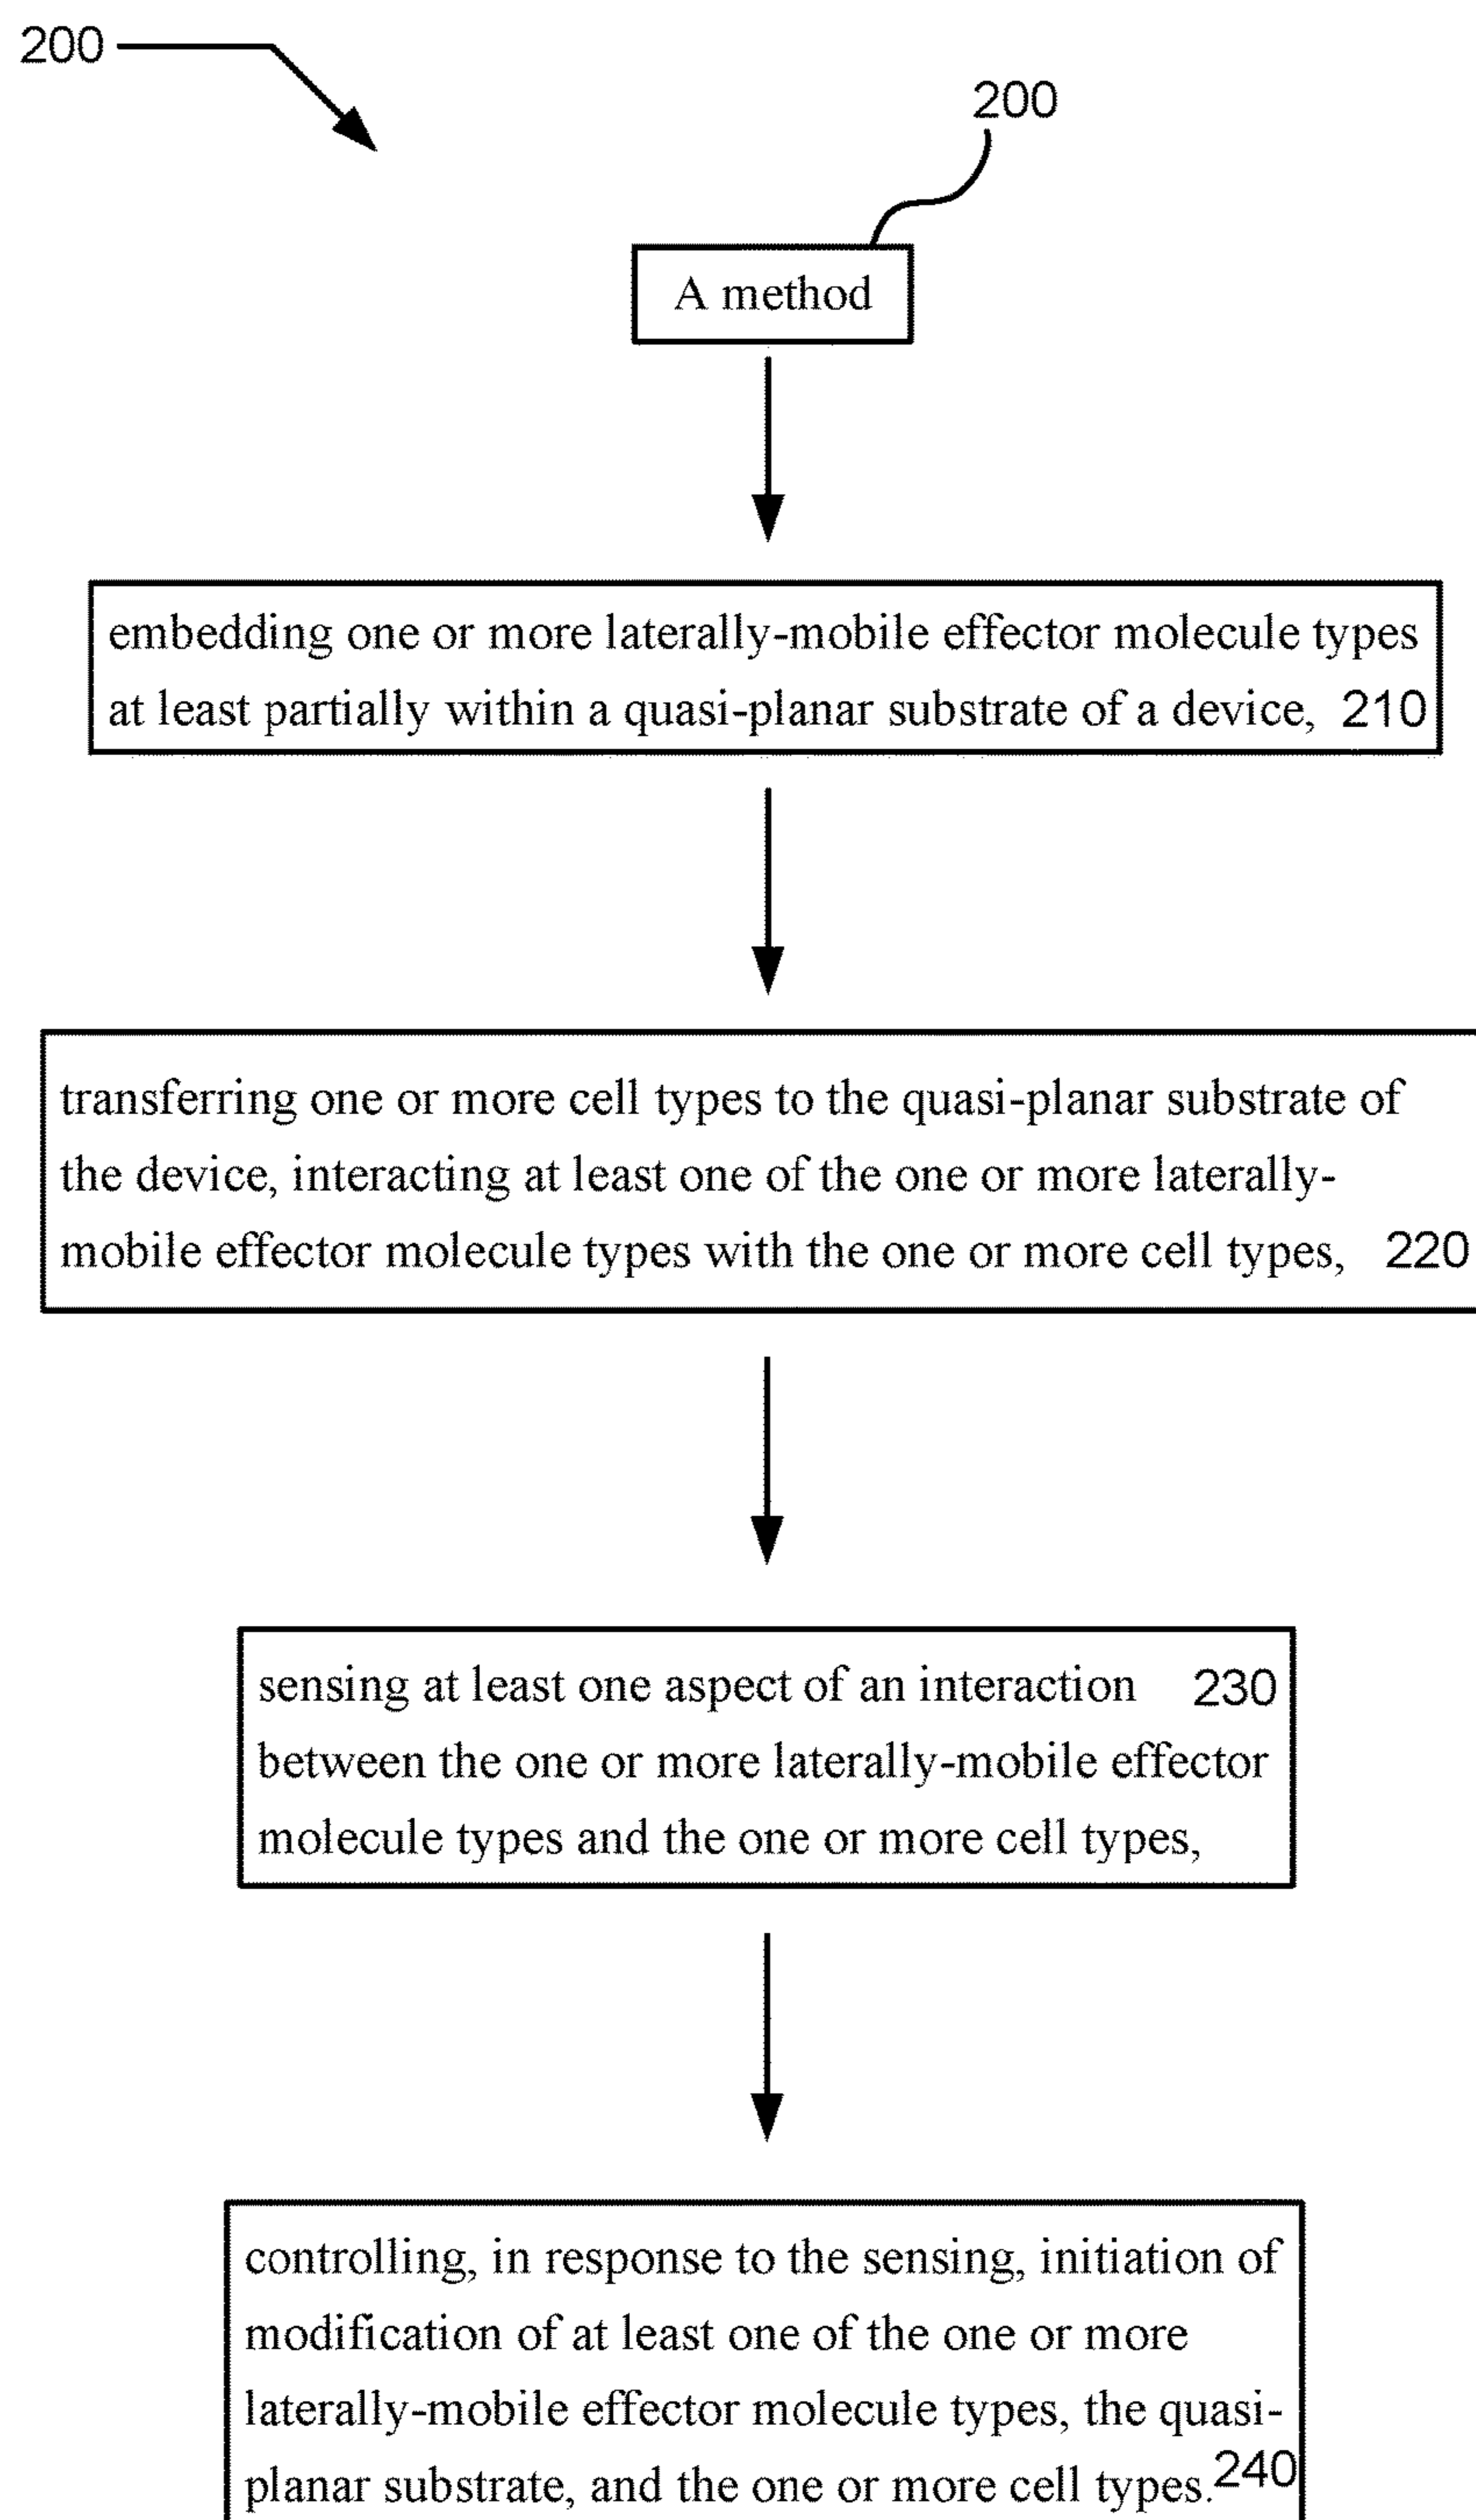 200
200
A method
embedding one or more laterally-mobile effector molecule types
at least partially within a quasi-planar substrate of a device, 210
transferring one or more cell types to the quasi-planar substrate of
the device, interacting at least one of the one or more laterally-
mobile effector molecule types with the one or more cell types, 220
sensing at least one aspect of an interaction 230
between the one or more laterally-mobile effector
molecule types and the one or more cell types,
controlling, in response to the sensing, initiation of
modification of at least one of the one or more
laterally-mobile effector molecule types, the quasi-
planar substrate, and the one or more cell types. 240